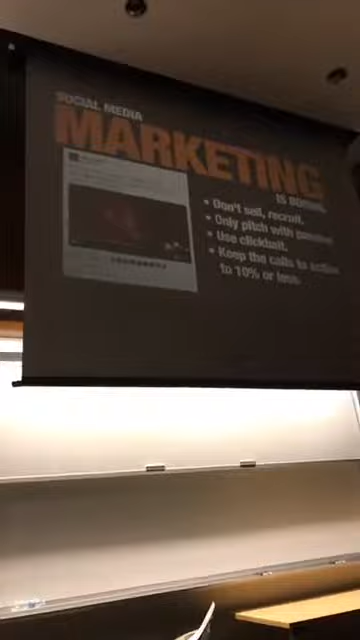 SOCIAL MEDIA
MARKETING
IS BORING.
• Don't sell, recruit.
• Only pitch with
• Use clickbait.
• Keep the calls to action
to 10% or less.